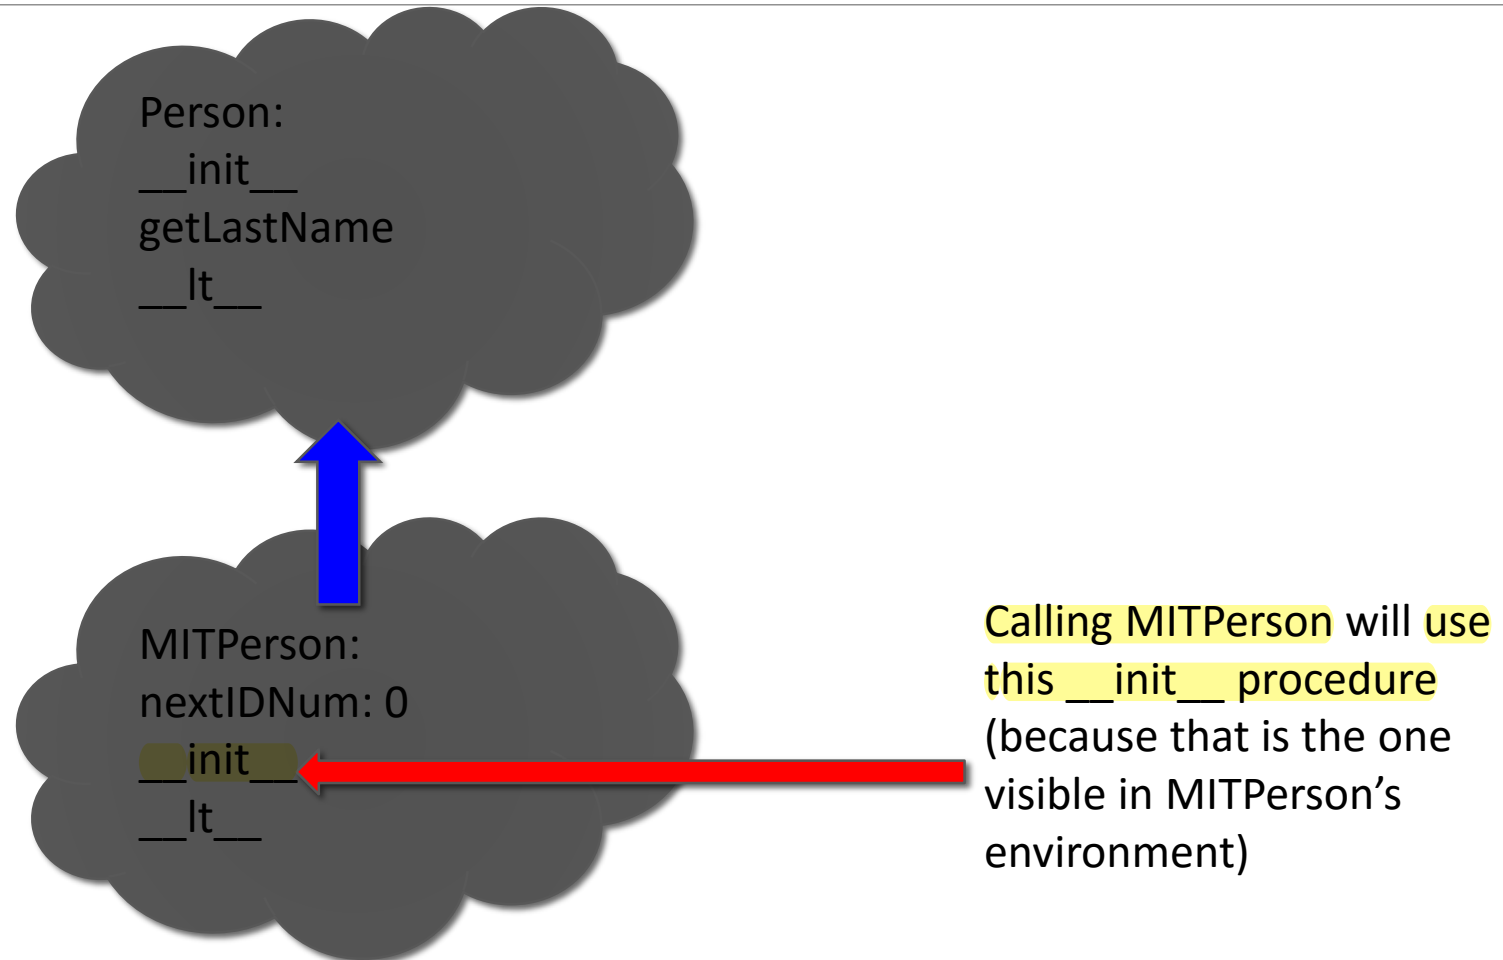 Person:
__init__
getLastName
__lt__
MITPerson:
nextIDNum: 0
__init__
__lt__
Calling MITPerson will use
this __init__ procedure
(because that is the one
visible in MITPerson’s
environment)